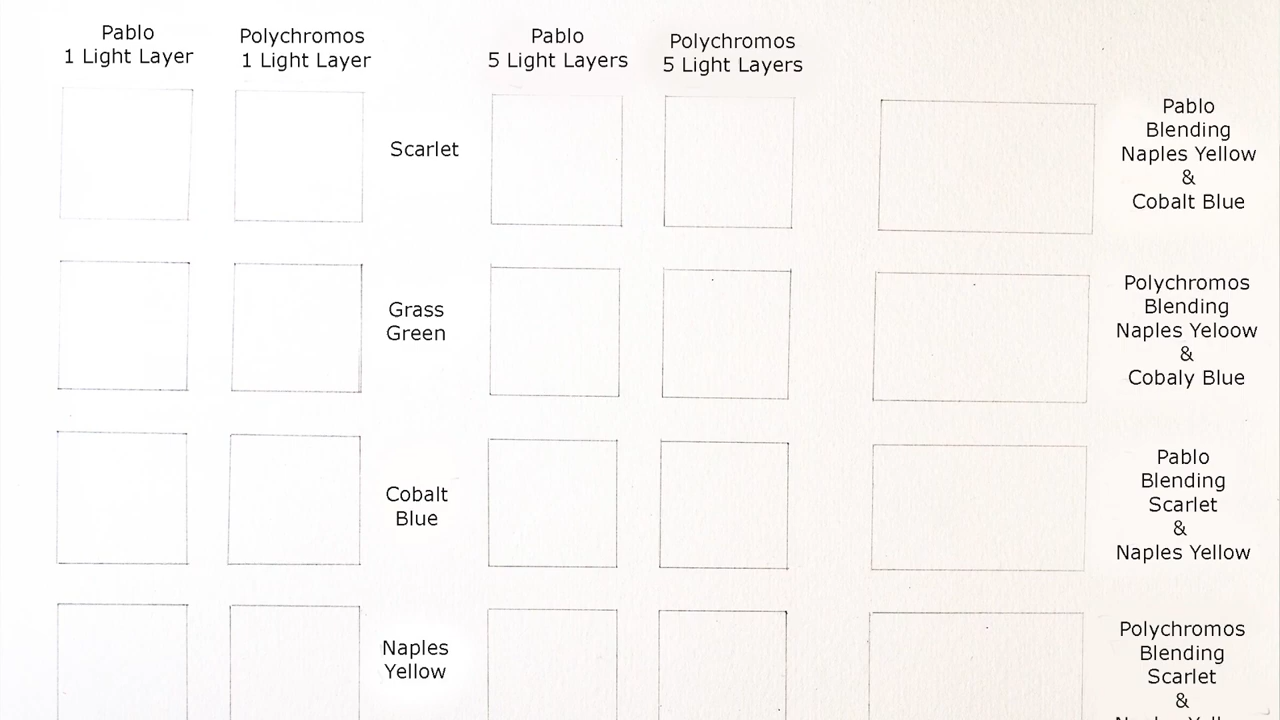 Pablo
1 Light Layer
Polychromos
1 Light Layer
Pablo
5 Light Layers
Polychromos
5 Light Layers
Scarlet
Grass
Green
Cobalt
Blue
Naples
Yellow
Pablo
Blending
Naples Yellow
&
Cobalt Blue
Polychromos
Blending
Naples Yeloow
&
Cobaly Blue
Pablo
Blending
Scarlet
&
Naples Yellow
Polychromos
Blending
Scarlet
&